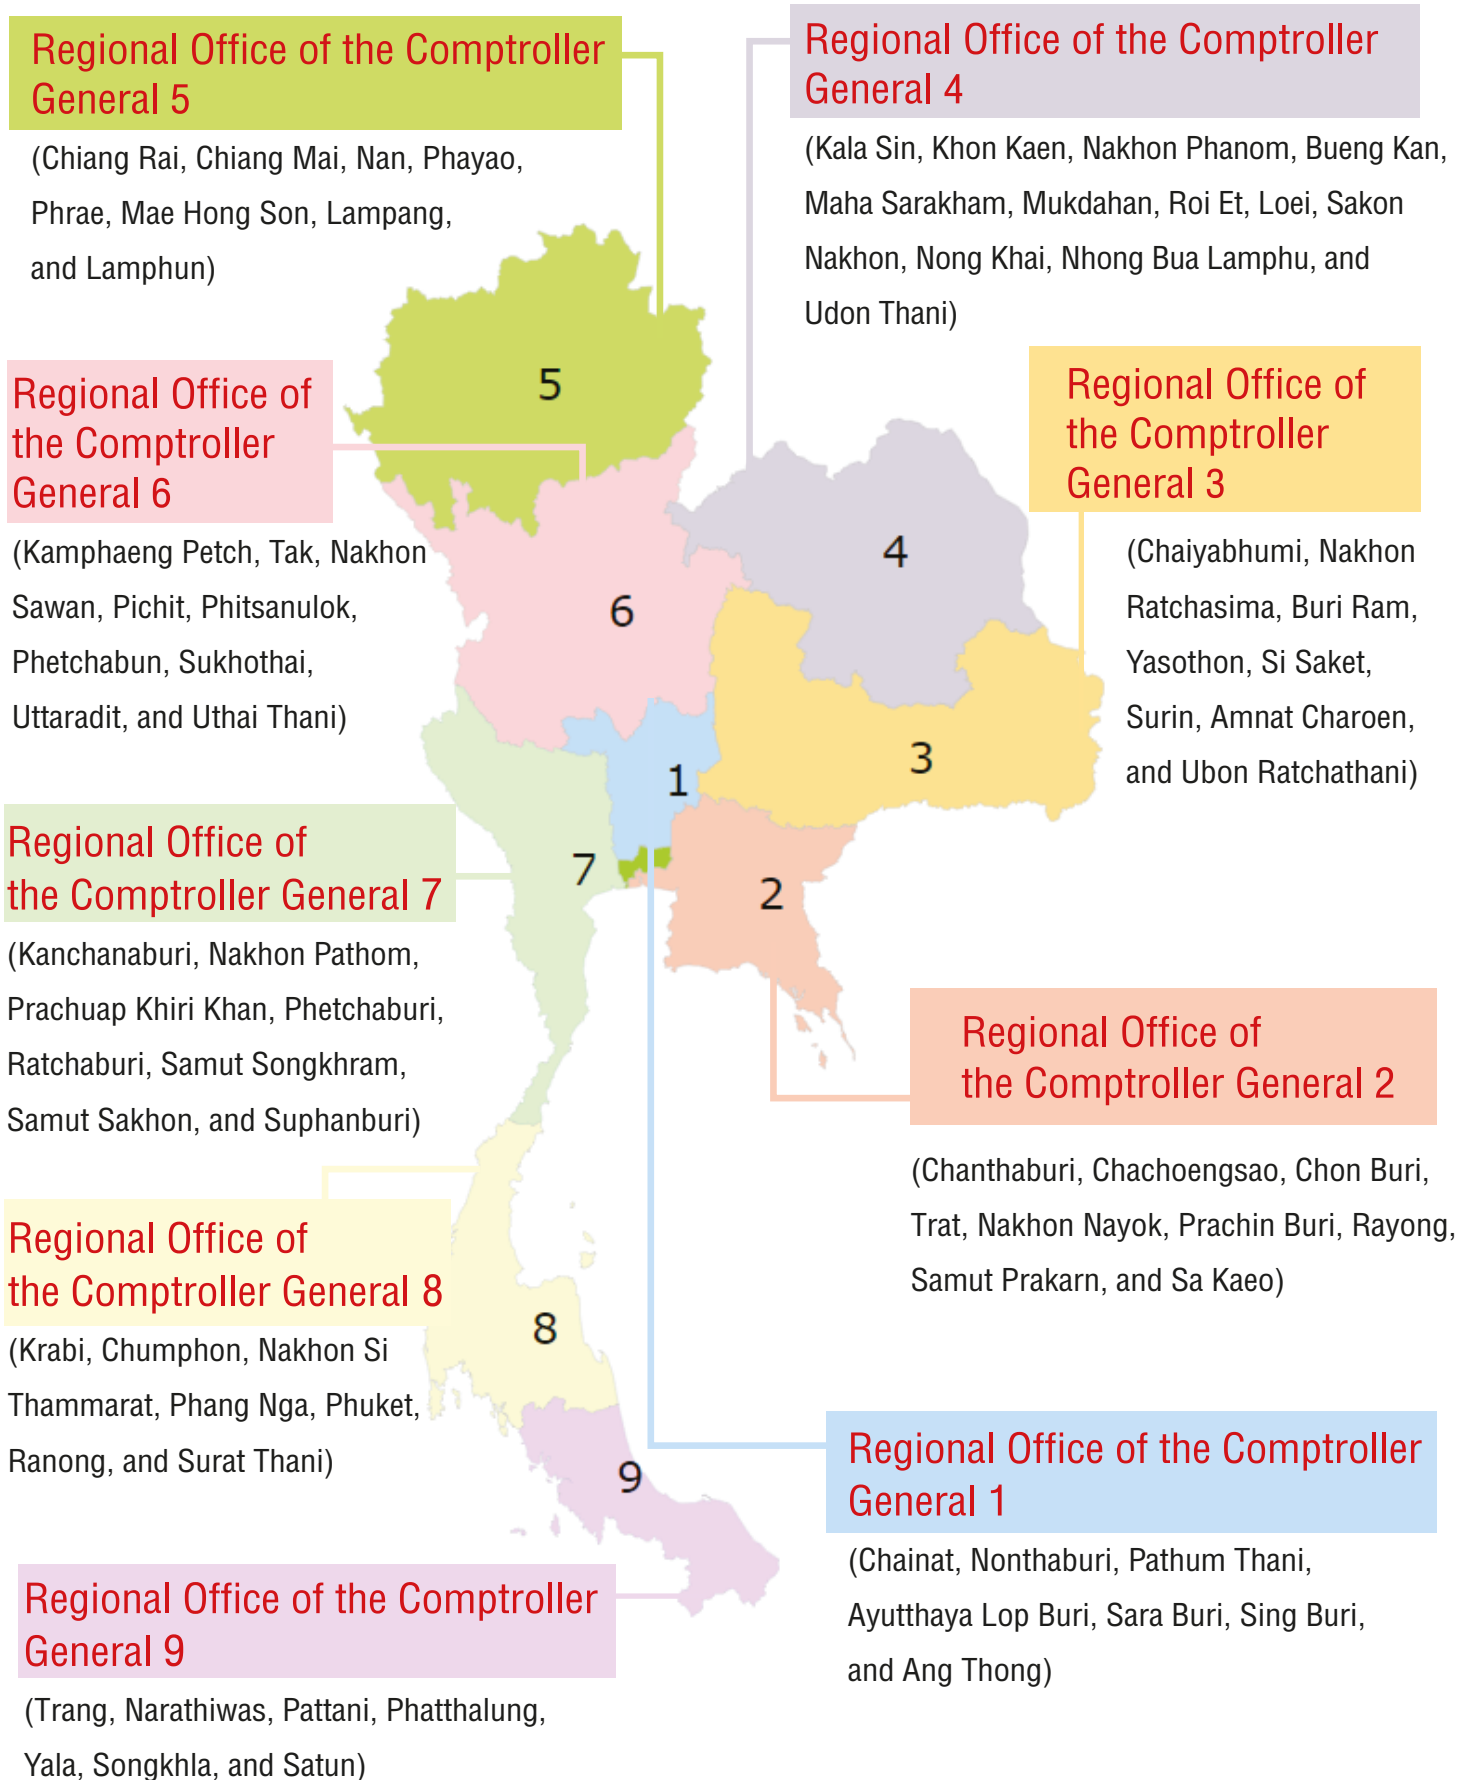 Regional Office of the Comptroller
General 5
(Chiang Rai, Chiang Mai, Nan, Phayao,
Phrae, Mae Hong Son, Lampang,
and Lamphun)
Regional Office of the Comptroller
General 4
(Kala Sin, Khon Kaen, Nakhon Phanom, Bueng Kan,
Maha Sarakham, Mukdahan, Roi Et, Loei, Sakon
Nakhon, Nong Khai, Nhong Bua Lamphu, and
Udon Thani)
Regional Office of
the Comptroller
General 6
(Kamphaeng Petch, Tak, Nakhon
Sawan, Pichit, Phitsanulok,
Phetchabun, Sukhothai,
Uttaradit, and Uthai Thani)
Regional Office of
the Comptroller
General 3
(Chaiyabhumi, Nakhon
Ratchasima, Buri Ram,
Yasothon, Si Saket,
Surin, Amnat Charoen,
and Ubon Ratchathani)
5
4
6
3
1
7
2
8
9
Regional Office of
the Comptroller General 7
(Kanchanaburi, Nakhon Pathom,
Prachuap Khiri Khan, Phetchaburi,
Ratchaburi, Samut Songkhram,
Samut Sakhon, and Suphanburi)
Regional Office of
the Comptroller General 2
(Chanthaburi, Chachoengsao, Chon Buri,
Trat, Nakhon Nayok, Prachin Buri, Rayong,
Samut Prakarn, and Sa Kaeo)
Regional Office of
the Comptroller General 8
(Krabi, Chumphon, Nakhon Si
Thammarat, Phang Nga, Phuket,
Ranong, and Surat Thani)
Regional Office of the Comptroller
General 1
(Chainat, Nonthaburi, Pathum Thani,
Ayutthaya Lop Buri, Sara Buri, Sing Buri,
and Ang Thong)
Regional Office of the Comptroller
General 9
(Trang, Narathiwas, Pattani, Phatthalung,
Yala, Songkhla, and Satun)